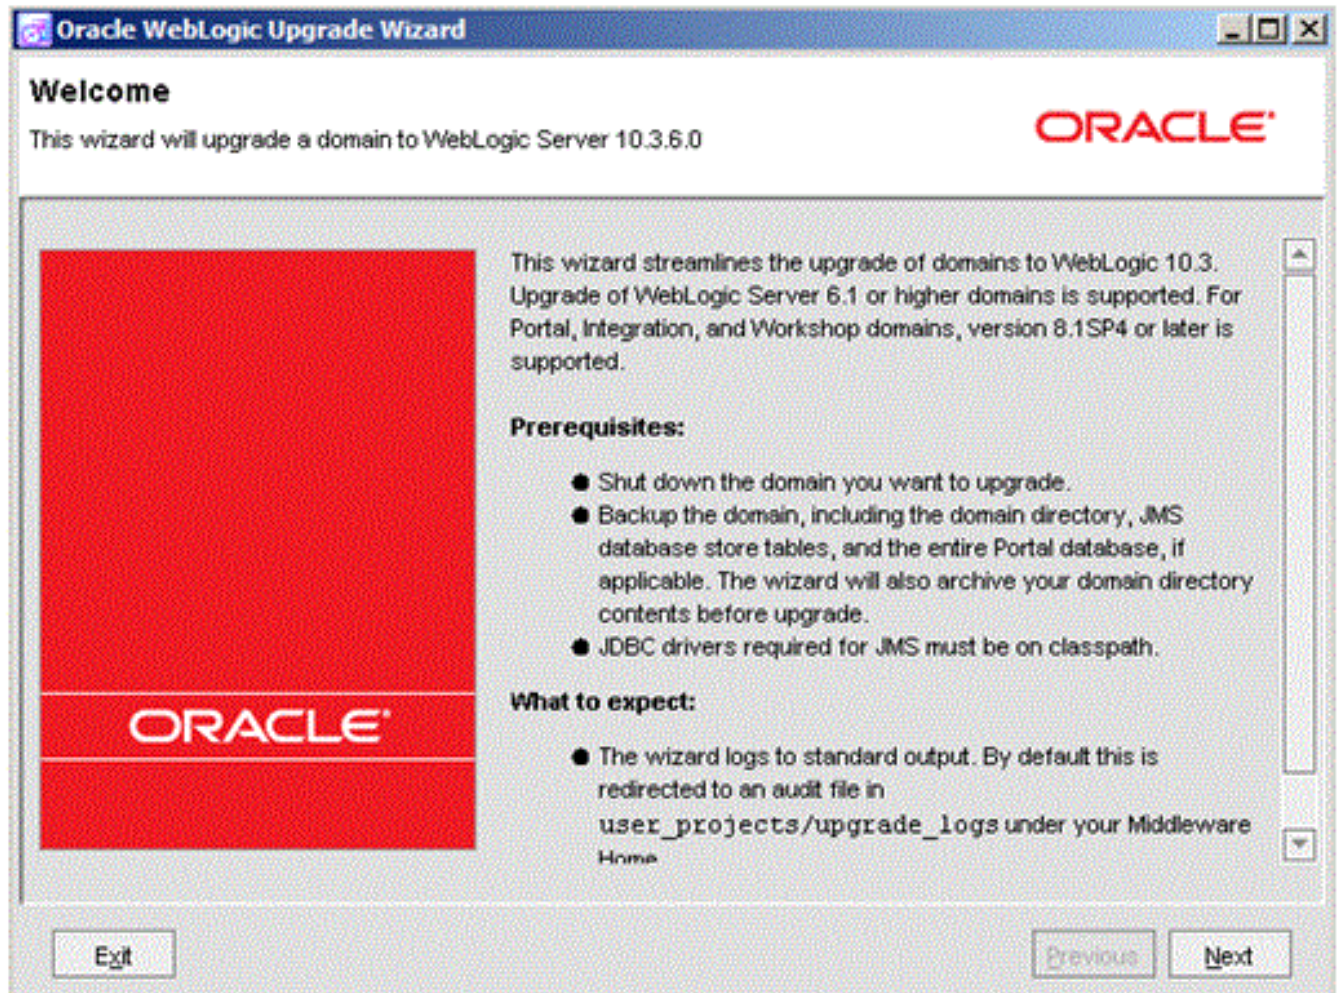 Oracle WebLogic Upgrade Wizard
Welcome
This wizard will upgrade a domain to WebLogic Server 10.3.6.0
ORACLE
This wizard streamlines the upgrade of domains to WebLogic 10.3.
Upgrade of WebLogic Server 6.1 or higher domains is supported. For
Portal, Integration, and Workshop domains, version 8.1SP4 or later is
supported.
Prerequisites:
● Shut down the domain you want to upgrade.
● Backup the domain, including the domain directory, JMS
database store tables, and the entire Portal database, if
applicable. The wizard will also archive your domain directory
contents before upgrade.
● JDBC drivers required for JMS must be on classpath.
What to expect:
● The wizard logs to standard output. By default this is
redirected to an audit file in
user_projects/upgrade_logs under your Middleware
Home
ORACLE
Exit
Previous
Next